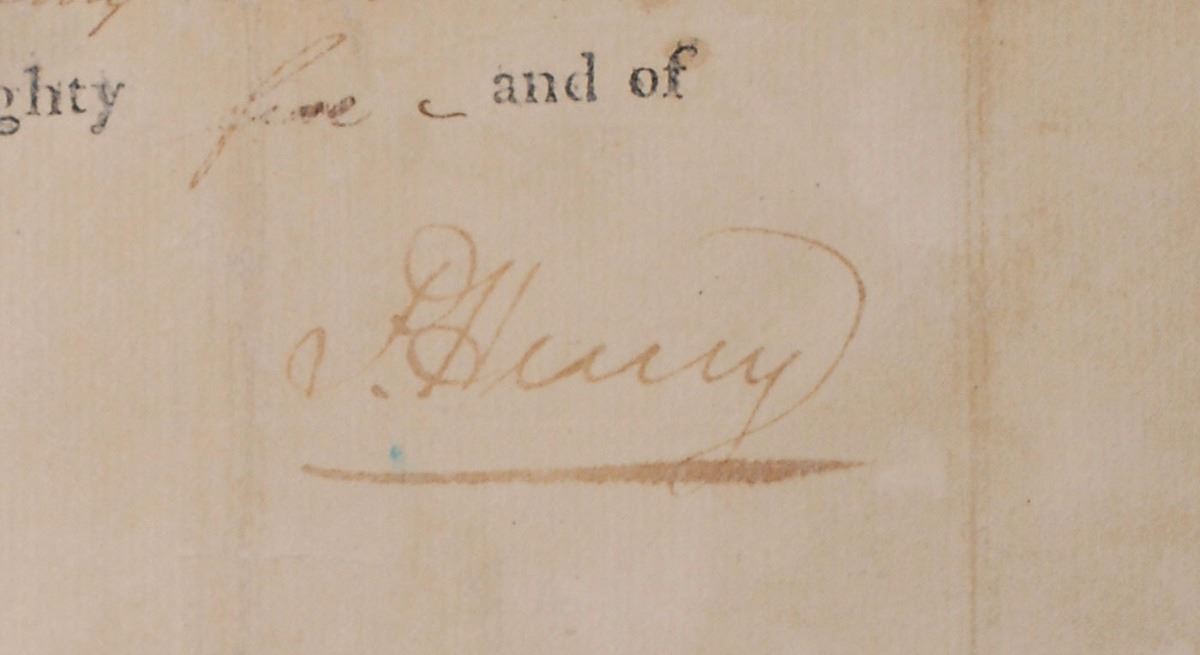 ghty five and of
P. Henry